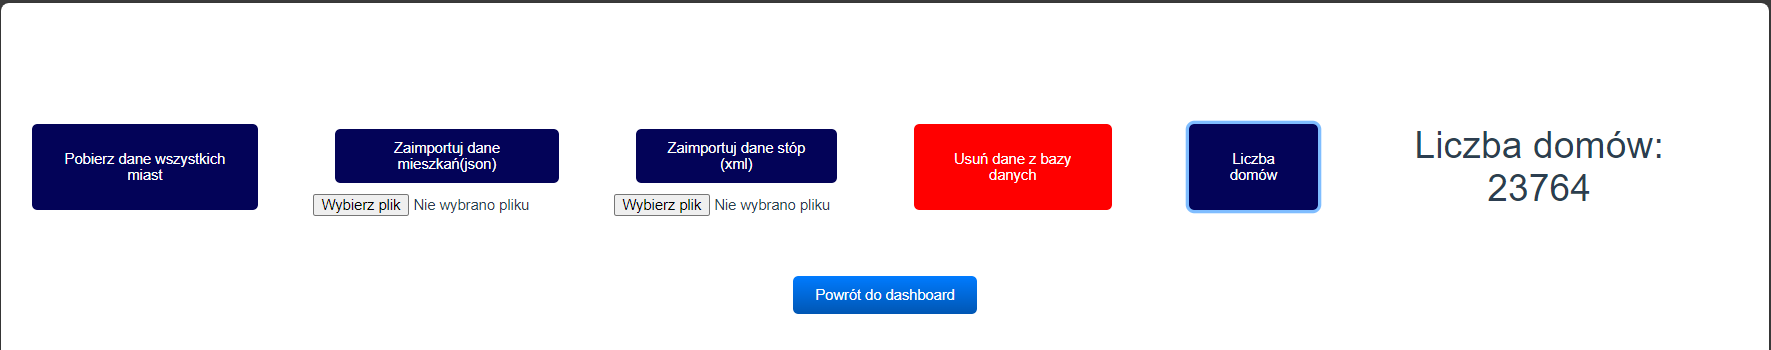 Pobierz dane wszystkich
miast
Zaimportuj dane
mieszkań(json)
Wybierz plik Nie wybrano pliku
Zaimportuj dane stóp
(xml)
Wybierz plik Nie wybrano pliku
Usuń dane z bazy
danych
Liczba
domów
Liczba domów:
23764
Powrót do dashboard